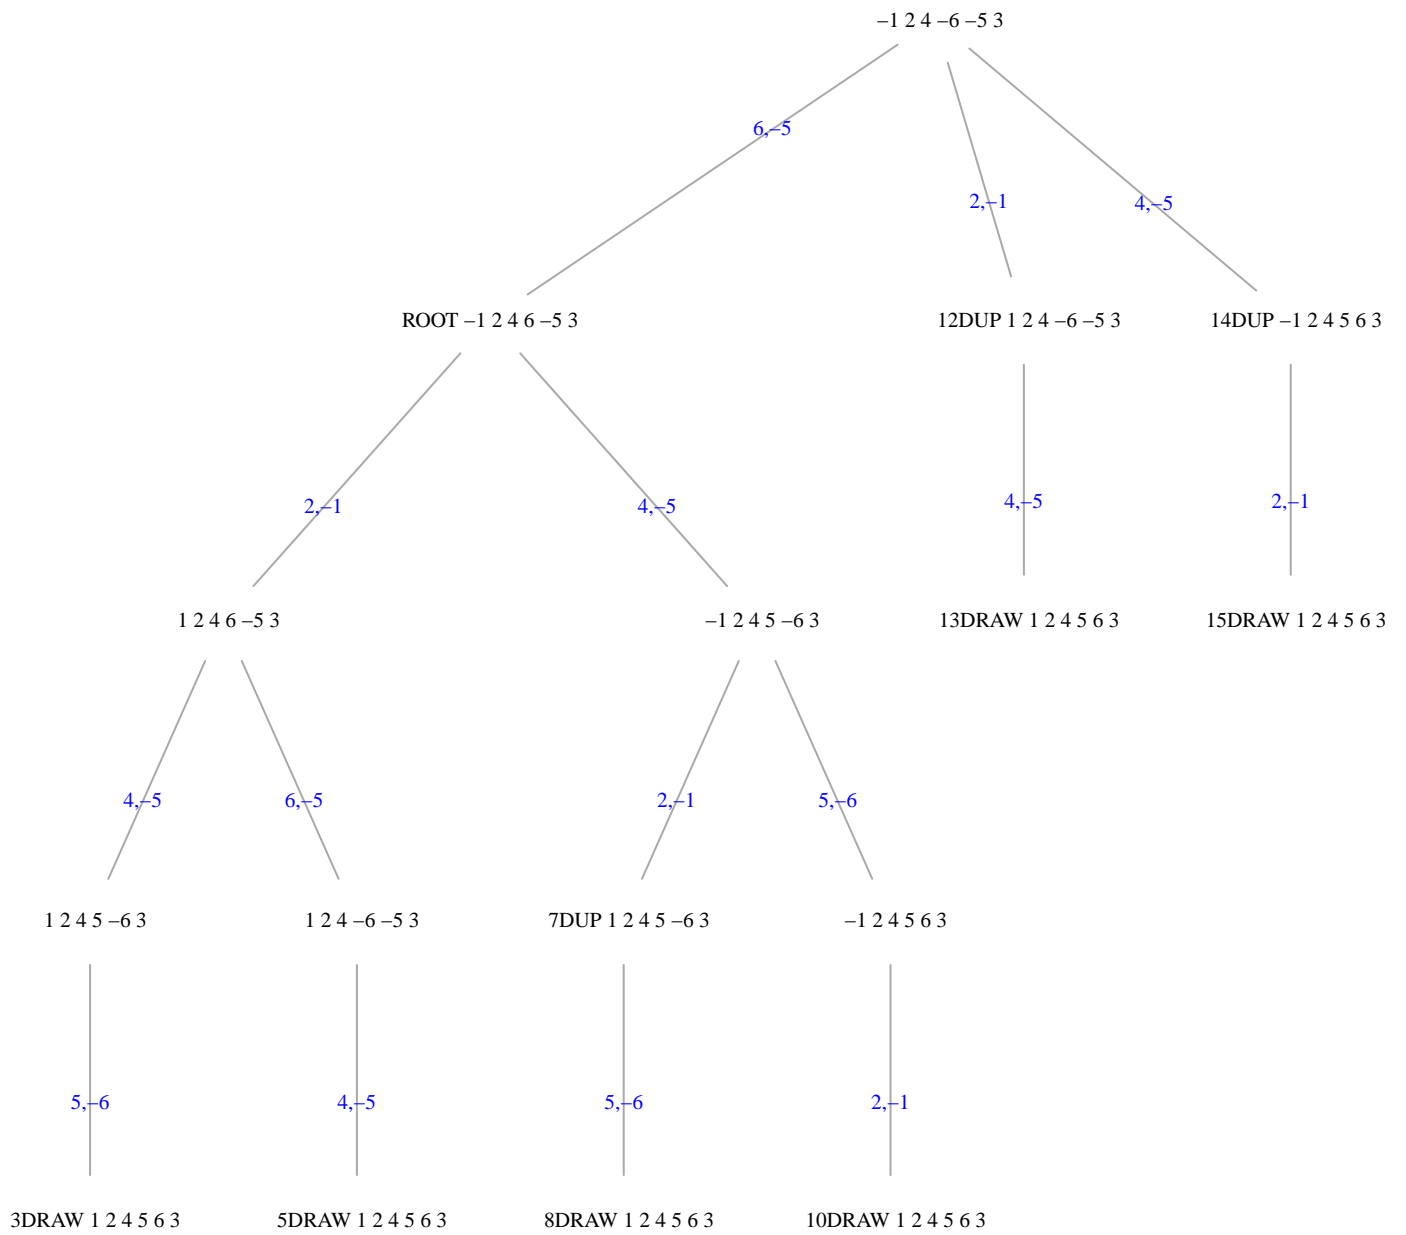 –1 2 4 –6 –5 3
6,–5
2,–1
4,–5
ROOT –1 2 4 6 –5 3
12DUP 1 2 4 –6 –5 3
14DUP –1 2 4 5 6 3
2,–1
4,–5
4,–5
2,–1
1 2 4 6 –5 3
–1 2 4 5 –6 3
13DRAW 1 2 4 5 6 3
15DRAW 1 2 4 5 6 3
4,–5
6,–5
2,–1
5,–6
1 2 4 5 –6 3
1 2 4 –6 –5 3
7DUP 1 2 4 5 –6 3
–1 2 4 5 6 3
5,–6
4,–5
5,–6
2,–1
3DRAW 1 2 4 5 6 3
5DRAW 1 2 4 5 6 3
8DRAW 1 2 4 5 6 3
10DRAW 1 2 4 5 6 3